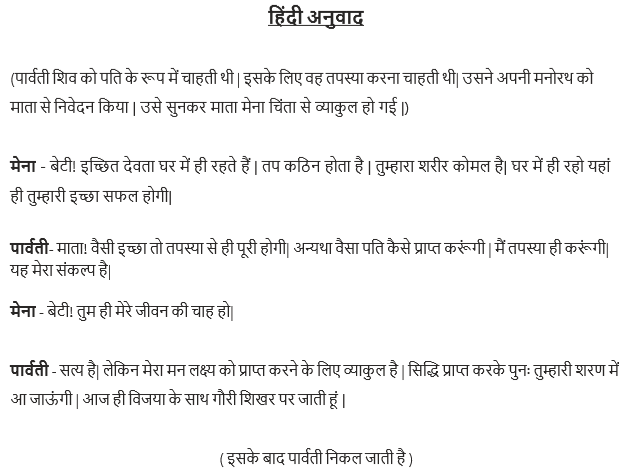 हिंदी अनुवाद
(पार्वती शिव को पति के रूप में चाहती थी | इसके लिए वह तपस्या करना चाहती थी| उसने अपनी मनोरथ को
माता से निवेदन किया | उसे सुनकर माता मेना चिंता से व्याकुल हो गई |)
मेना - बेटी! इच्छित देवता घर में ही रहते हैं | तप कठिन होता है | तुम्हारा शरीर कोमल है| घर में ही रहो यहां
ही तुम्हारी इच्छा सफल होगी|
पार्वती- माता! वैसी इच्छा तो तपस्या से ही पूरी होगी| अन्यथा वैसा पति कैसे प्राप्त करूंगी | मैं तपस्या ही करूंगी|
यह मेरा संकल्प है|
मेना - बेटी! तुम ही मेरे जीवन की चाह हो|
पार्वती - सत्य है| लेकिन मेरा मन लक्ष्य को प्राप्त करने के लिए व्याकुल है | सिद्धि प्राप्त करके पुनः तुम्हारी शरण में
आ जाऊंगी | आज ही विजया के साथ गौरी शिखर पर जाती हूं |
( इसके बाद पार्वती निकल जाती है )